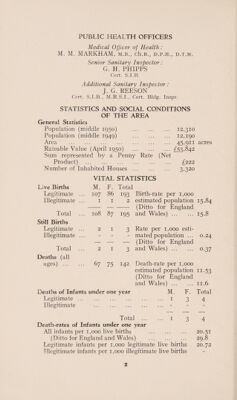 PUBLIC HEALTH OFFICERS
Medical Officer of Health:
M. M. MARKHAM, M.B., Ch.B., D.P.H., D.T.M.
Senior Sanitary Inspector:
G. H. PHIPPS
Cert. S.I.B.
Additional Sanitary Inspector:
J. G. REESON
Cert. S.I.B., M.R.S.I., Cert. Bldg. Insp.
STATISTICS AND SOCIAL CONDITIONS
OF THE AREA
General Statistics
Population (middle 1950) ... ... ... 12,310
Population (middle 1949) ... ... ... 12,190
Area ... ... ... ... ... 45,911 acres
Rateable Value (April 1950) ... ... £55,842
Sum represented by a Penny Rate (Net
Product) ... ... ... ... £222
Number of Inhabited Houses ... ... ... 3,320
VITAL STATISTICS
Live Births M. F. Total
Legitimate ... 107 86 193 Birth-rate per 1,000
Illegitimate ... 1 1 2 estimated population 15.84
(Ditto for England
Total ... 108 87 195 and Wales) ... ... 15.8
Still Births
Legitimate ... 2 1 3 Rate per 1,000 esti-
Illegitimate ... - - - mated population ... 0.24
(Ditto for England
Total ... 2 1 3 and Wales) ... ... 0.37
Deaths (all
ages) ... ... 67 75 142 Death-rate per 1,000
estimated population 11.53
(Ditto for England
and Wales) ... ... 11.6
Deaths of Infants under one year M. F. Total
Legitimate ... ... ... ... 1 3 4
Illegitimate ... ... ... ... - - -
Total ... ... 1 3 4
Death-rates of Infants under one year
All infants per 1,000 live births ... ... ... 20.51
(Ditto for England and Wales) ... ... ... 29.8
Legitimate infants per 1,000 legitimate live births 20.72
Illegitimate infants per 1,000 illegitimate live births -
2